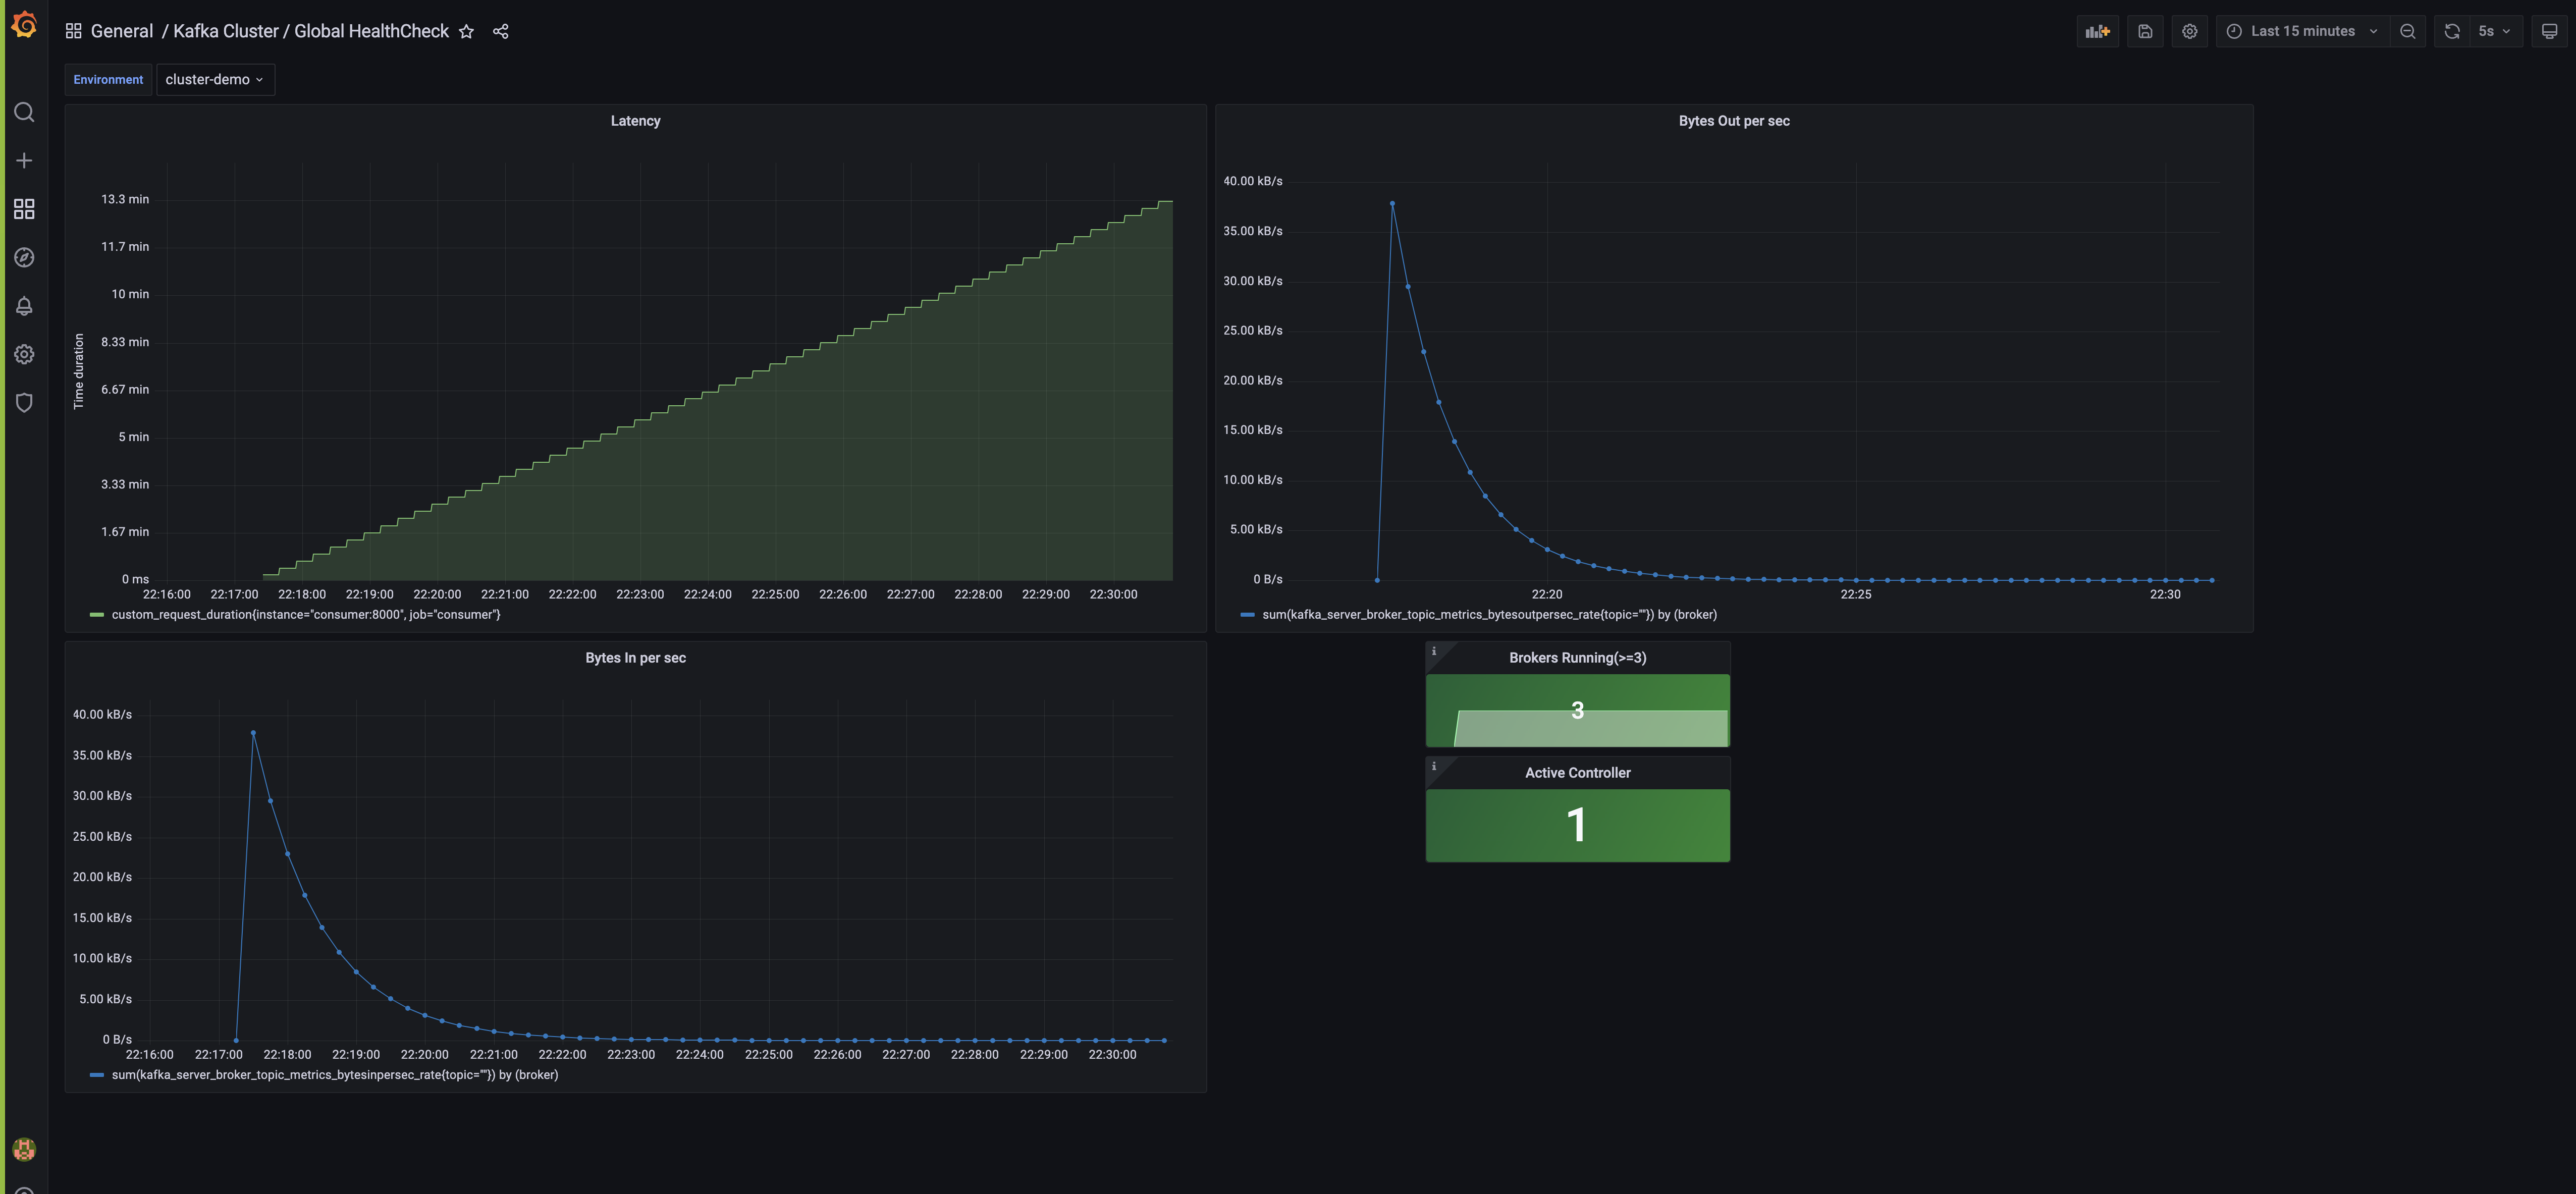 General / Kafka Cluster / Global HealthCheck
Last 15 minutes
5s
Environment
cluster-demo
Latency
Time duration
13.3 min
11.7 min
10 min
8.33 min
6.67 min
5 min
3.33 min
1.67 min
0 ms
22:16:00 22:17:00 22:18:00 22:19:00 22:20:00 22:21:00 22:22:00 22:23:00 22:24:00 22:25:00 22:26:00 22:27:00 22:28:00 22:29:00 22:30:00
custom_request_duration{instance="consumer:8000", job="consumer"}
Bytes Out per sec
40.00 kB/s
35.00 kB/s
30.00 kB/s
25.00 kB/s
20.00 kB/s
15.00 kB/s
10.00 kB/s
5.00 kB/s
0 B/s
22:20 22:25 22:30
sum(kafka_server_broker_topic_metrics_bytesoutpersec_rate{topic=""}) by (broker)
Bytes In per sec
40.00 kB/s
35.00 kB/s
30.00 kB/s
25.00 kB/s
20.00 kB/s
15.00 kB/s
10.00 kB/s
5.00 kB/s
0 B/s
22:16:00 22:17:00 22:18:00 22:19:00 22:20:00 22:21:00 22:22:00 22:23:00 22:24:00 22:25:00 22:26:00 22:27:00 22:28:00 22:29:00 22:30:00
sum(kafka_server_broker_topic_metrics_bytesinpersec_rate{topic=""}) by (broker)
i
Brokers Running(>=3)
3
i
Active Controller
1